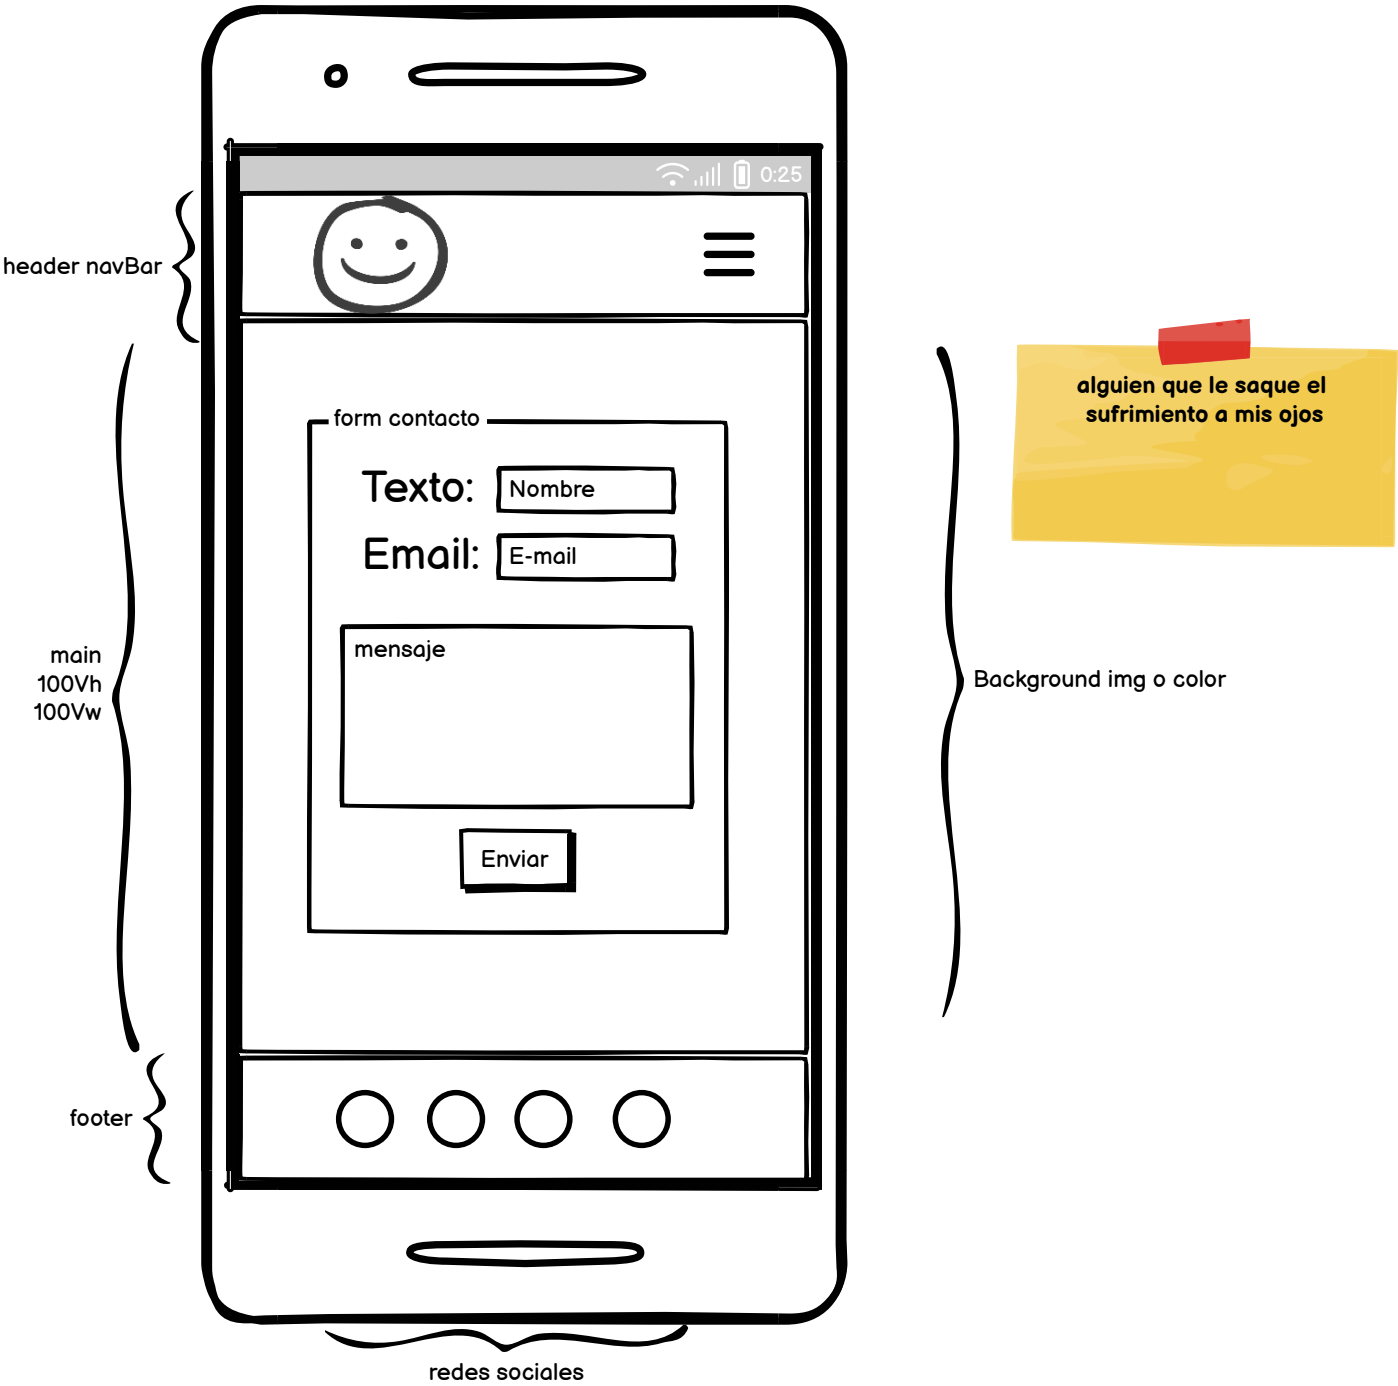 0:25
header navBar
alguien que le saque el
sufrimiento a mis ojos
form contacto
Texto: Nombre
Email: E-mail
mensaje
main
100Vh
100Vw
Background img o color
Enviar
footer
redes sociales